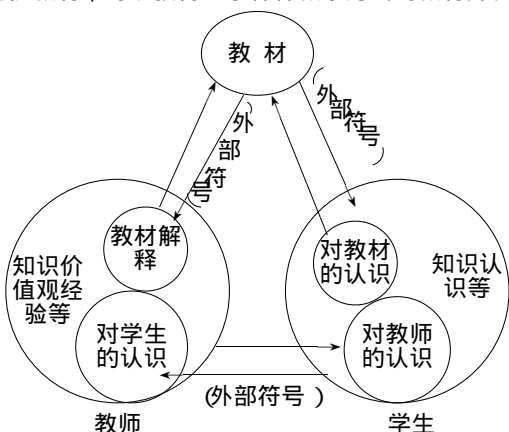 教 材
(外部符号)
(外部符号)
教材解
释
知识价
值观经
验等
对学生
的认识
对教材
的认识
知识认
识等
对教师
的认识
(外部符号 )
教师
学生